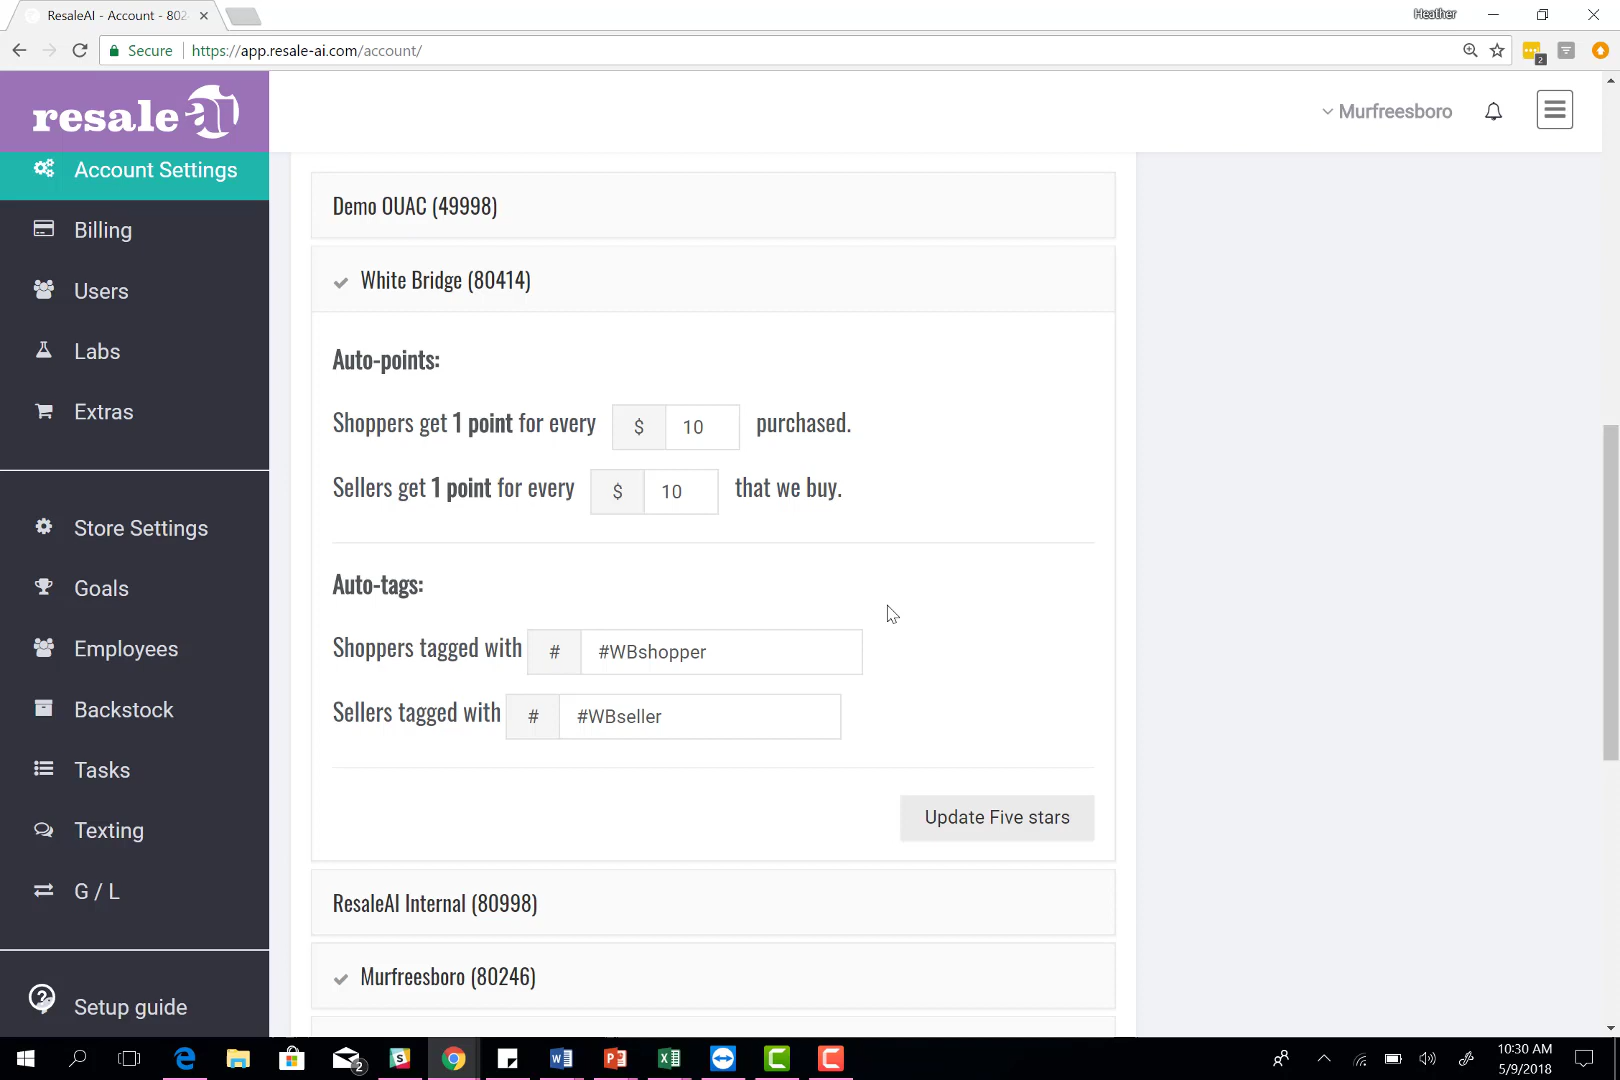 ResaleAI - Account - 802
Heather
Secure
https://app.resale-ai.com/account/
2
resale ai
Murfreesboro
Account Settings
Billing
Users
Labs
Extras
Store Settings
Goals
Employees
Backstock
Tasks
Texting
G / L
Setup guide
Demo OUAC (49998)
White Bridge (80414)
Auto-points:
Shoppers get 1 point for every $ 10 purchased.
Sellers get 1 point for every $ 10 that we buy.
Auto-tags:
Shoppers tagged with # #WBshopper
Sellers tagged with # #WBseller
Update Five stars
ResaleAI Internal (80998)
Murfreesboro (80246)
2
10:30 AM
5/9/2018